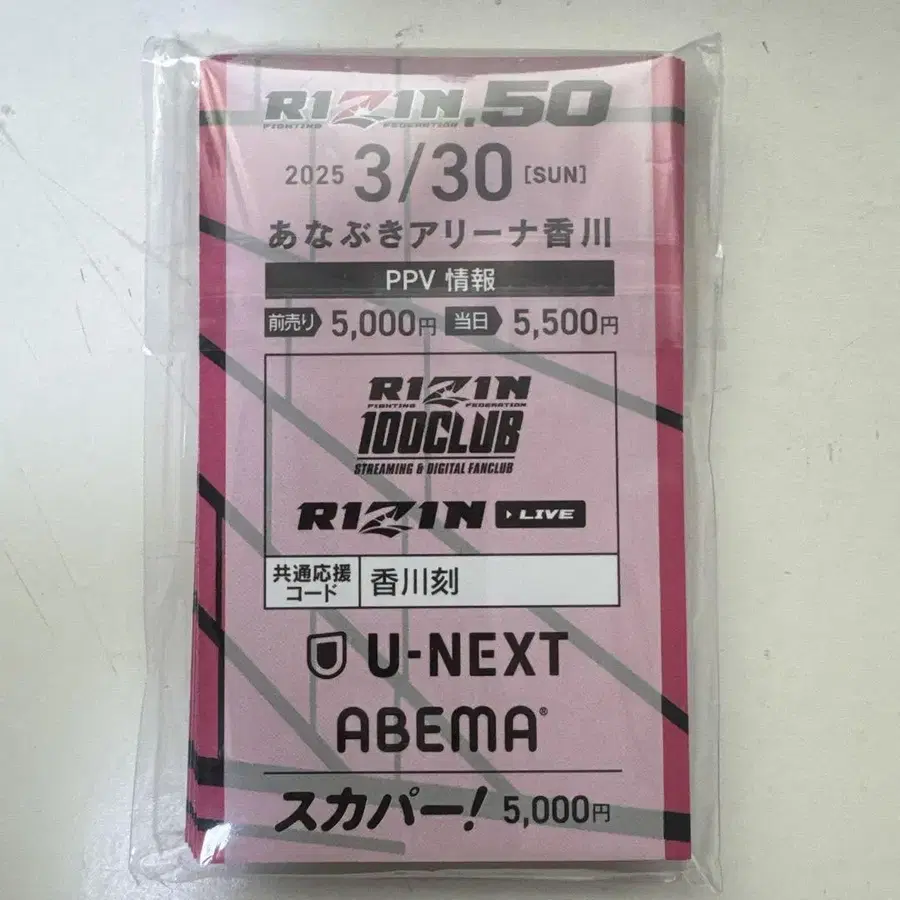 RIZIN.50
FIGHTING FEDERATION
2025 3/30 [SUN]
あなぶきアリーナ香川
PPV 情報
前売り 5,000円 当日 5,500円
RIZIN
FIGHTING FEDERATION
100CLUB
STREAMING & DIGITAL FANCLUB
RIZIN LIVE
共通応援
コード
香川刻
U-NEXT
ABEMA®
スカパー! 5,000円